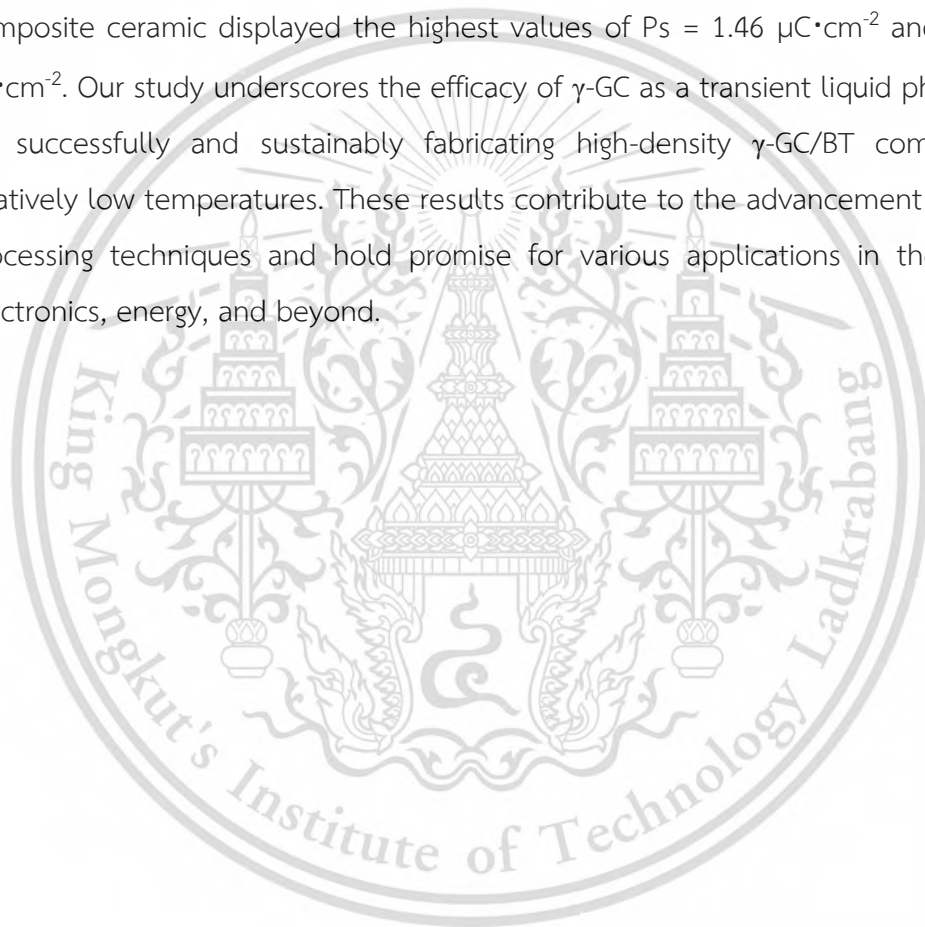 mposite ceramic displayed the highest values of Ps = 1.46 µC•cm⁻² and
•cm⁻². Our study underscores the efficacy of γ-GC as a transient liquid ph
successfully and sustainably fabricating high-density γ-GC/BT com
atively low temperatures. These results contribute to the advancement
ocessing techniques and hold promise for various applications in the
ctronics, energy, and beyond.
King Mongkut's Institute of Technology Ladkrabang